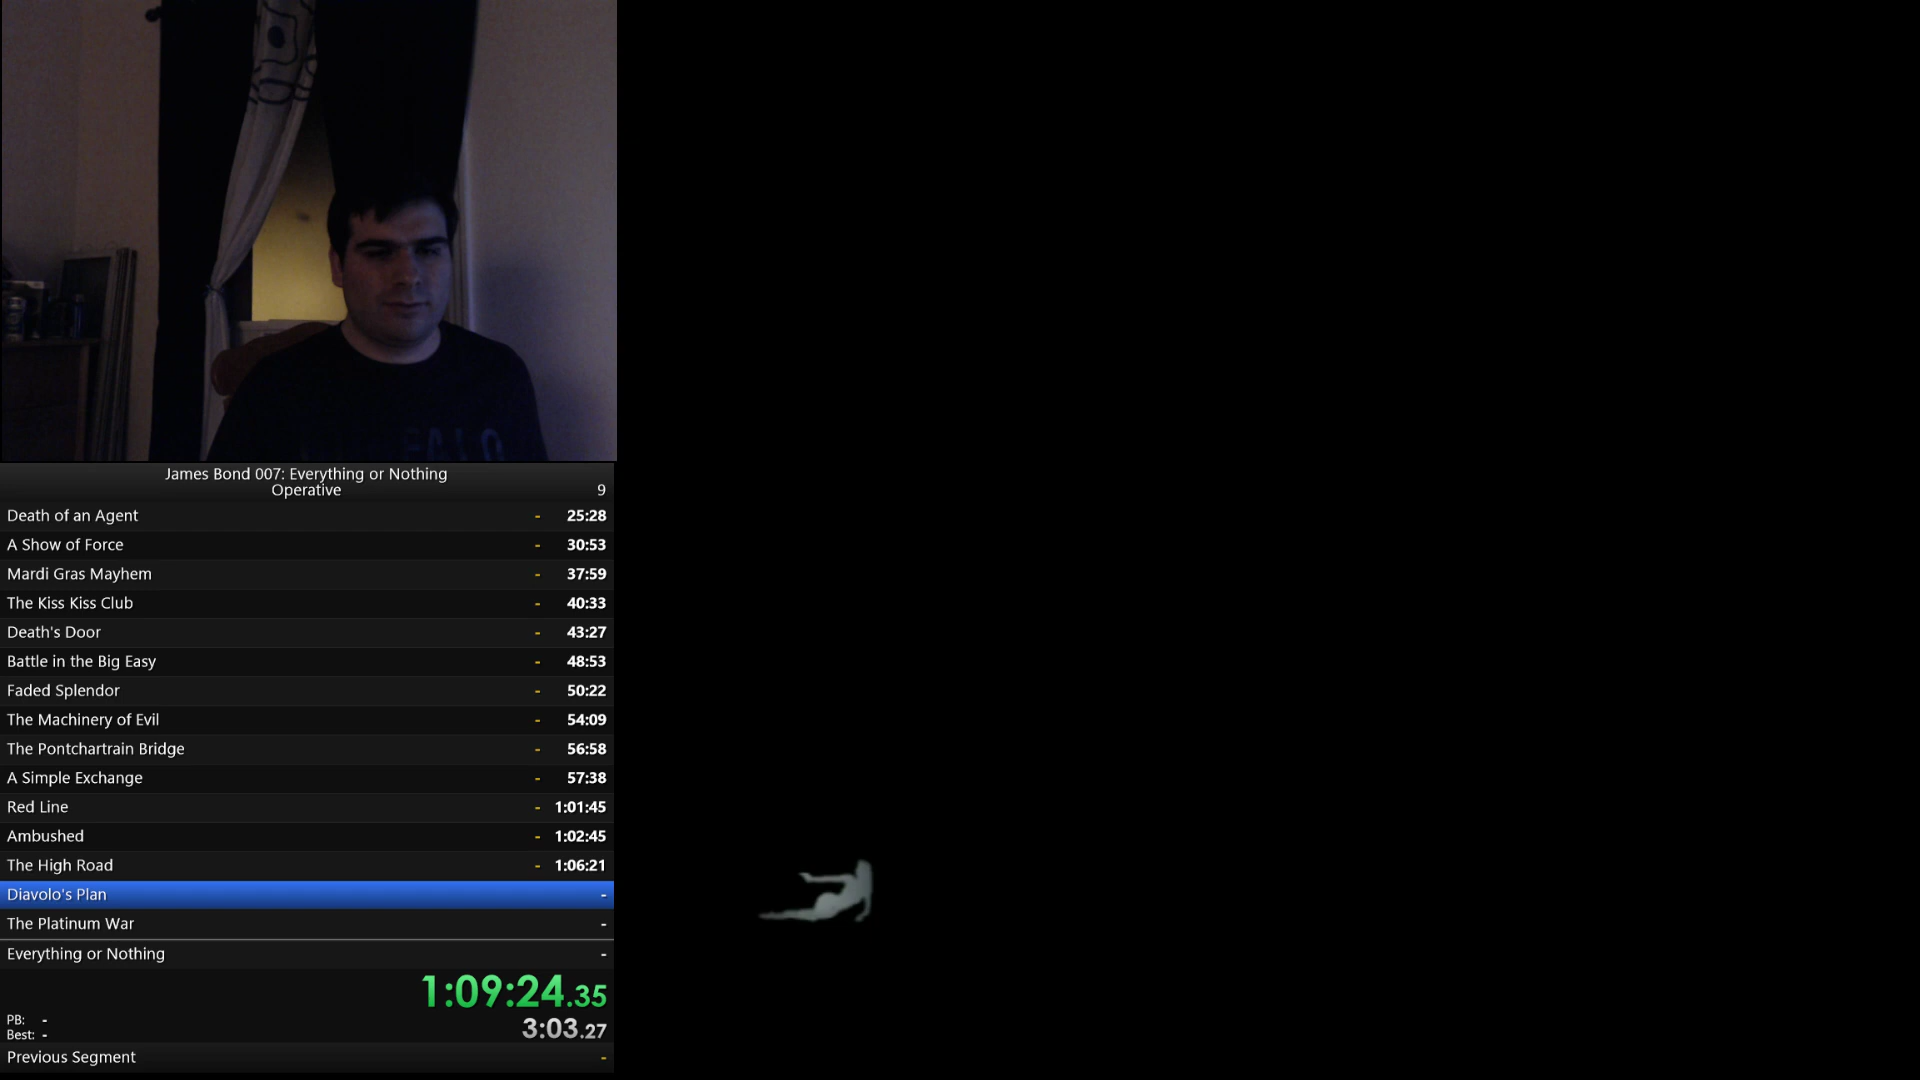 James Bond 007: Everything or Nothing
Operative 9
Death of an Agent - 25:28
A Show of Force - 30:53
Mardi Gras Mayhem - 37:59
The Kiss Kiss Club - 40:33
Death's Door - 43:27
Battle in the Big Easy - 48:53
Faded Splendor - 50:22
The Machinery of Evil - 54:09
The Pontchartrain Bridge - 56:58
A Simple Exchange - 57:38
Red Line - 1:01:45
Ambushed - 1:02:45
The High Road - 1:06:21
Diavolo's Plan -
The Platinum War -
Everything or Nothing -
1:09:24.35
PB: -
Best: - 3:03.27
Previous Segment -